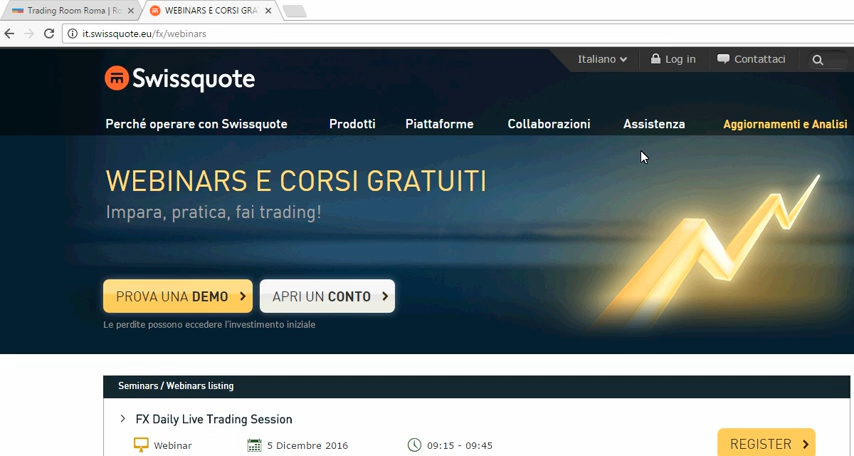 Trading Room Roma | Ro
WEBINARS E CORSI GRA
it.swissquote.eu/fx/webinars
Italiano
Log in
Contattaci
Swissquote
Perché operare con Swissquote
Prodotti
Piattaforme
Collaborazioni
Assistenza
Aggiornamenti e Analisi
WEBINARS E CORSI GRATUITI
Impara, pratica, fai trading!
PROVA UNA DEMO
APRI UN CONTO
Le perdite possono eccedere l'investimento iniziale
Seminars / Webinars listing
FX Daily Live Trading Session
Webinar
5 Dicembre 2016
09:15 - 09:45
REGISTER